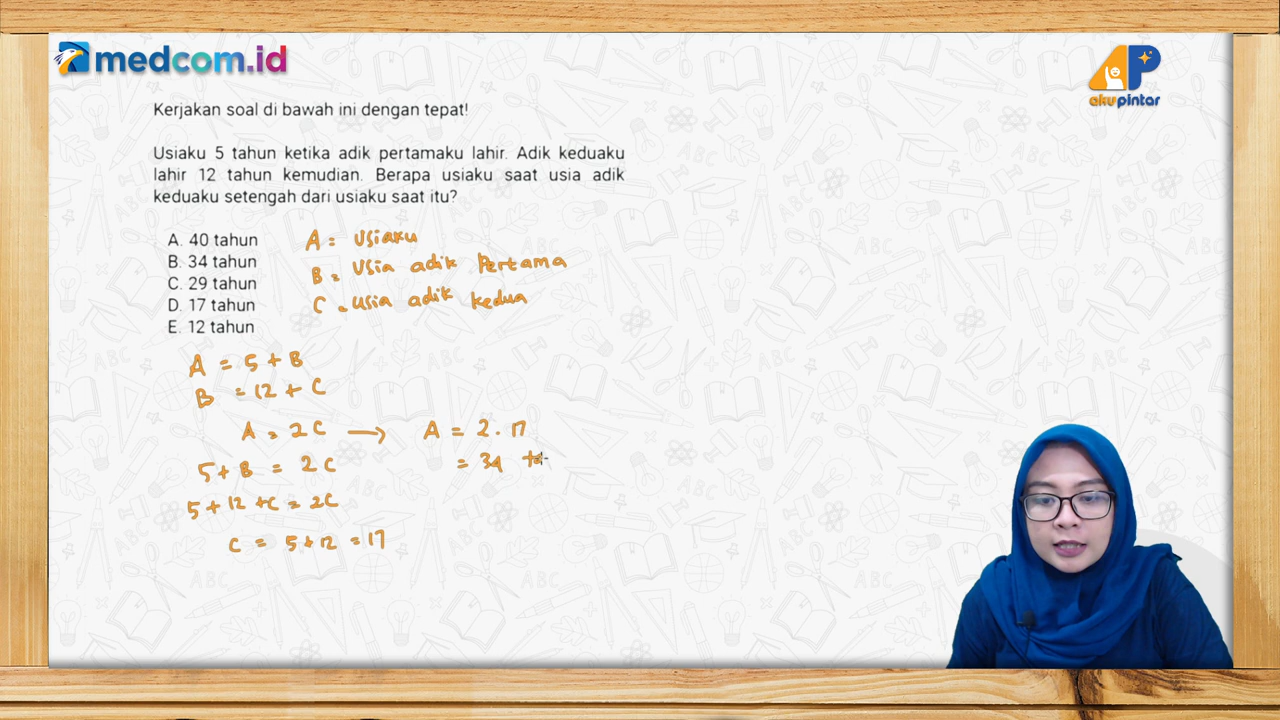 medcom.id
akupintar
Kerjakan soal di bawah ini dengan tepat!
Usiaku 5 tahun ketika adik pertamaku lahir. Adik keduaku
lahir 12 tahun kemudian. Berapa usiaku saat usia adik
keduaku setengah dari usiaku saat itu?
A. 40 tahun
B. 34 tahun
C. 29 tahun
D. 17 tahun
E. 12 tahun
A = Usiaku
B = Usia adik Pertama
C = usia adik kedua
A = 5 + B
B = 12 + C
A = 2C → A = 2 . 17
= 34 ta
5 + B = 2C
5 + 12 + C = 2C
C = 5 + 12 = 17